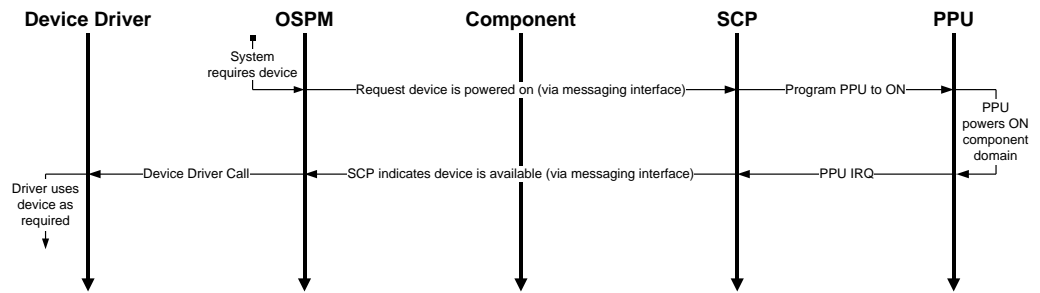 Device Driver
OSPM
Component
SCP
PPU
System
requires device
Request device is powered on (via messaging interface)
Program PPU to ON
PPU
powers ON
component
domain
Device Driver Call
SCP indicates device is available (via messaging interface)
PPU IRQ
Driver uses
device as
required